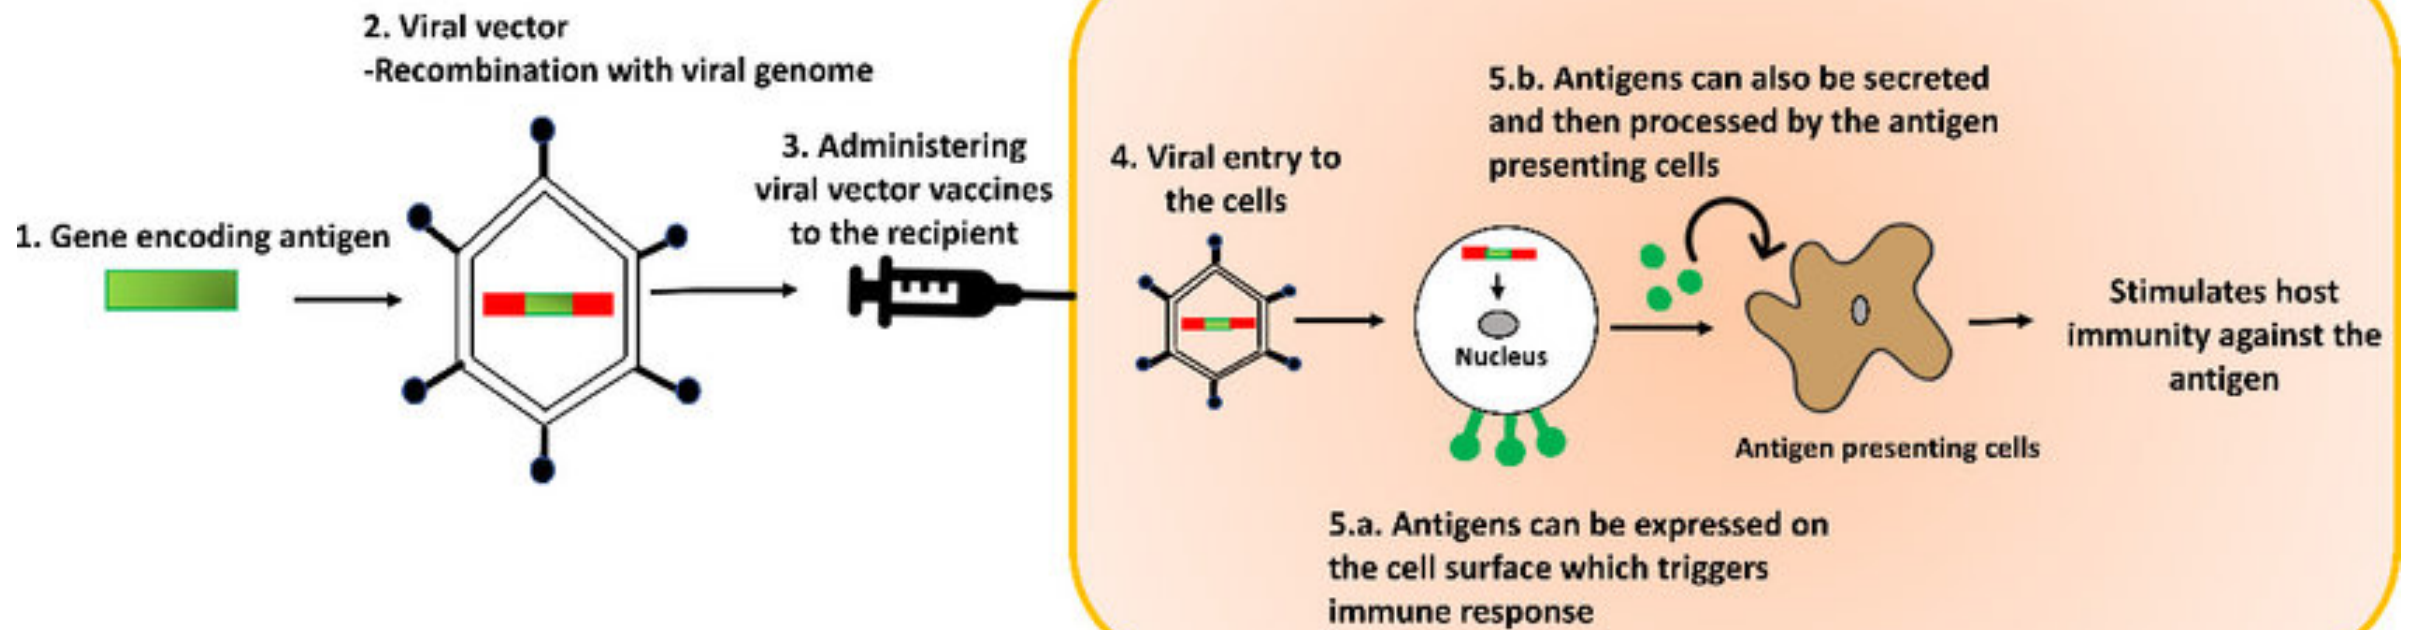 1. Gene encoding antigen
2. Viral vector
-Recombination with viral genome
3. Administering
viral vector vaccines
to the recipient
4. Viral entry to
the cells
Nucleus
5.a. Antigens can be expressed on
the cell surface which triggers
immune response
5.b. Antigens can also be secreted
and then processed by the antigen
presenting cells
Antigen presenting cells
Stimulates host
immunity against the
antigen